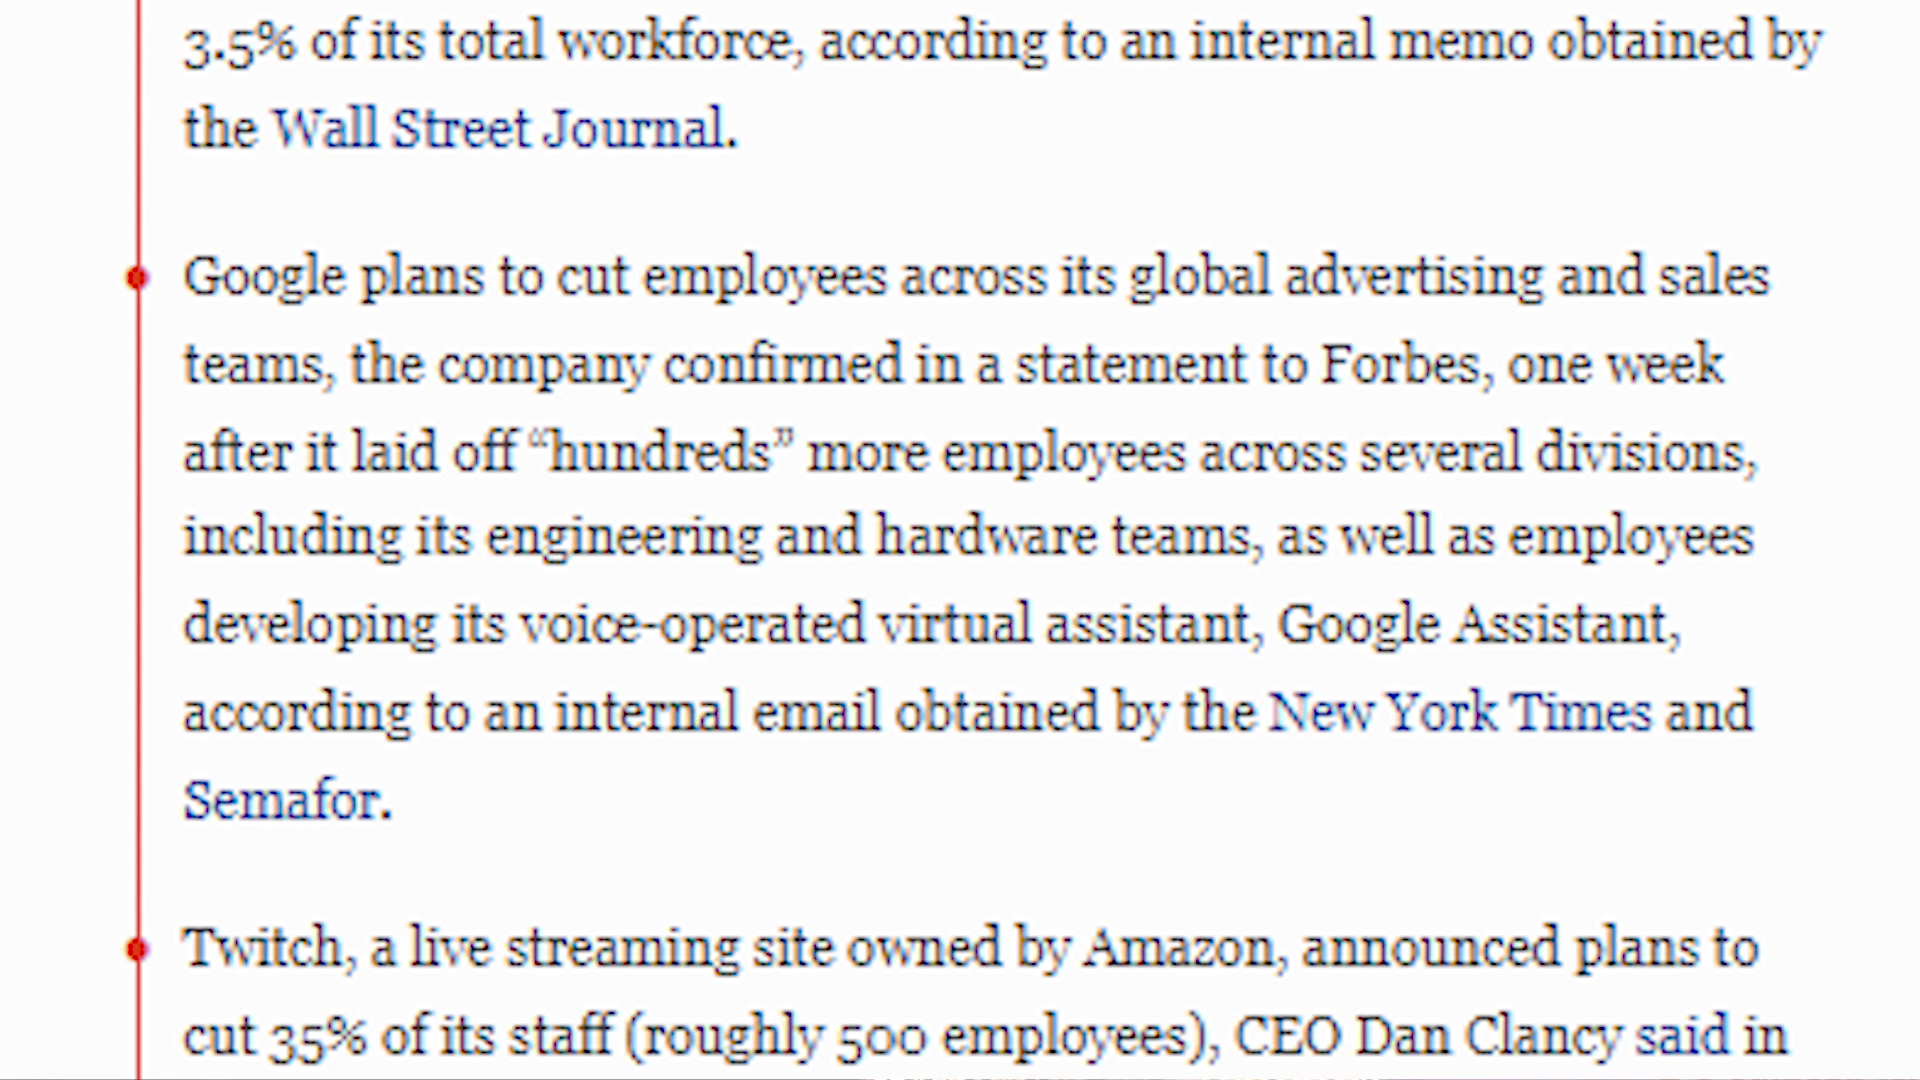 3.5% of its total workforce, according to an internal memo obtained by
the Wall Street Journal.
Google plans to cut employees across its global advertising and sales
teams, the company confirmed in a statement to Forbes, one week
after it laid off “hundreds” more employees across several divisions,
including its engineering and hardware teams, as well as employees
developing its voice-operated virtual assistant, Google Assistant,
according to an internal email obtained by the New York Times and
Semafor.
Twitch, a live streaming site owned by Amazon, announced plans to
cut 35% of its staff (roughly 500 employees), CEO Dan Clancy said in